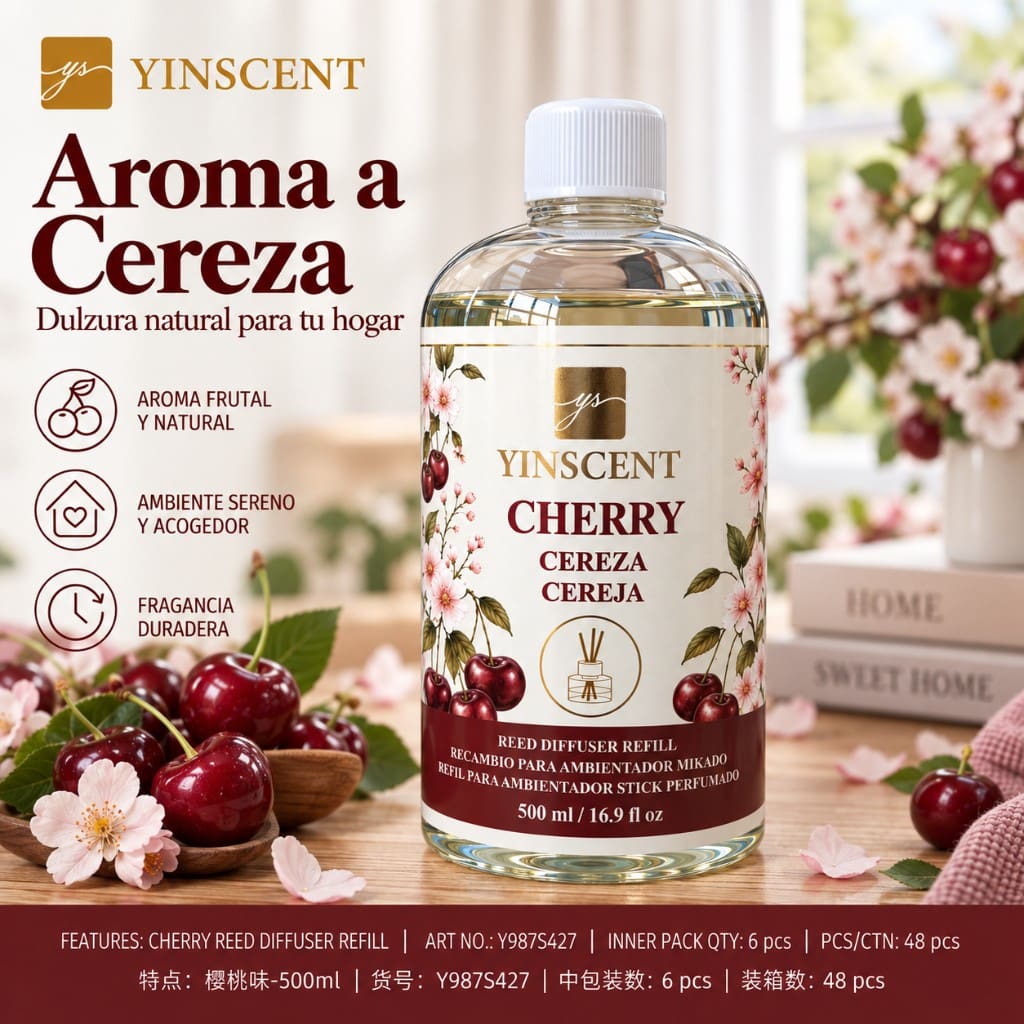 ys
YINSCENT
Aroma a
Cereza
Dulzura natural para tu hogar
AROMA FRUTAL
Y NATURAL
AMBIENTE SERENO
Y ACOGEDOR
FRAGANCIA
DURADERA
ys
YINSCENT
CHERRY
CEREZA
CEREJA
REED DIFFUSER REFILL
RECAMBIO PARA AMBIENTADOR MIKADO
REFIL PARA AMBIENTADOR STICK PERFUMADO
500 ml / 16.9 fl oz
HOME
SWEET HOME
FEATURES: CHERRY REED DIFFUSER REFILL | ART NO.: Y987S427 | INNER PACK QTY: 6 pcs | PCS/CTN: 48 pcs
特点：樱桃味-500ml | 货号：Y987S427 | 中包装数: 6 pcs | 装箱数: 48 pcs